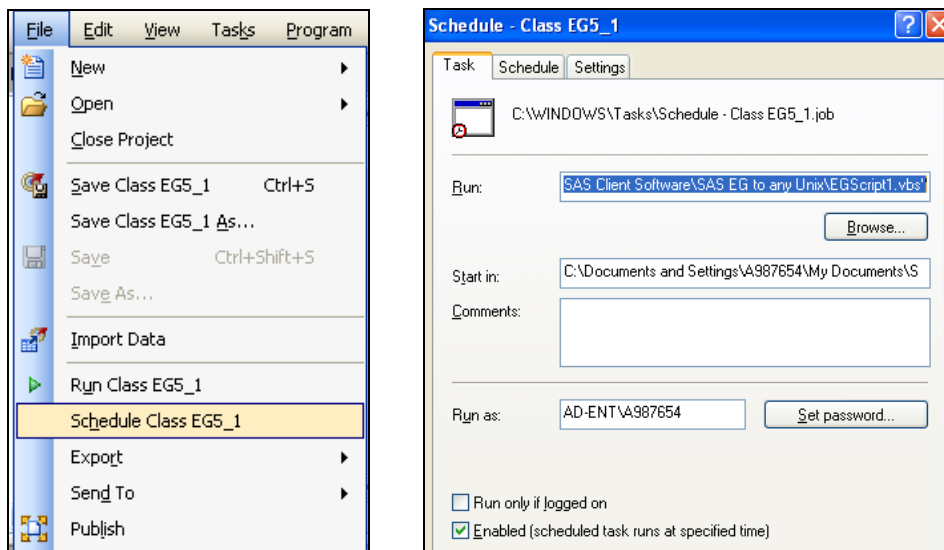 File Edit View Tasks Program
New
Open
Close Project
Save Class EG5_1 Ctrl+S
Save Class EG5_1 As...
Save Ctrl+Shift+S
Save As...
Import Data
Run Class EG5_1
Schedule Class EG5_1
Export
Send To
Publish
Schedule - Class EG5_1
Task Schedule Settings
C:\WINDOWS\Tasks\Schedule - Class EG5_1.job
Run: SAS Client Software\SAS EG to any Unix\EGScript1.vbs"
Browse...
Start in: C:\Documents and Settings\A987654\My Documents\S
Comments:
Run as: AD-ENT\A987654 Set password...
Run only if logged on
Enabled (scheduled task runs at specified time)